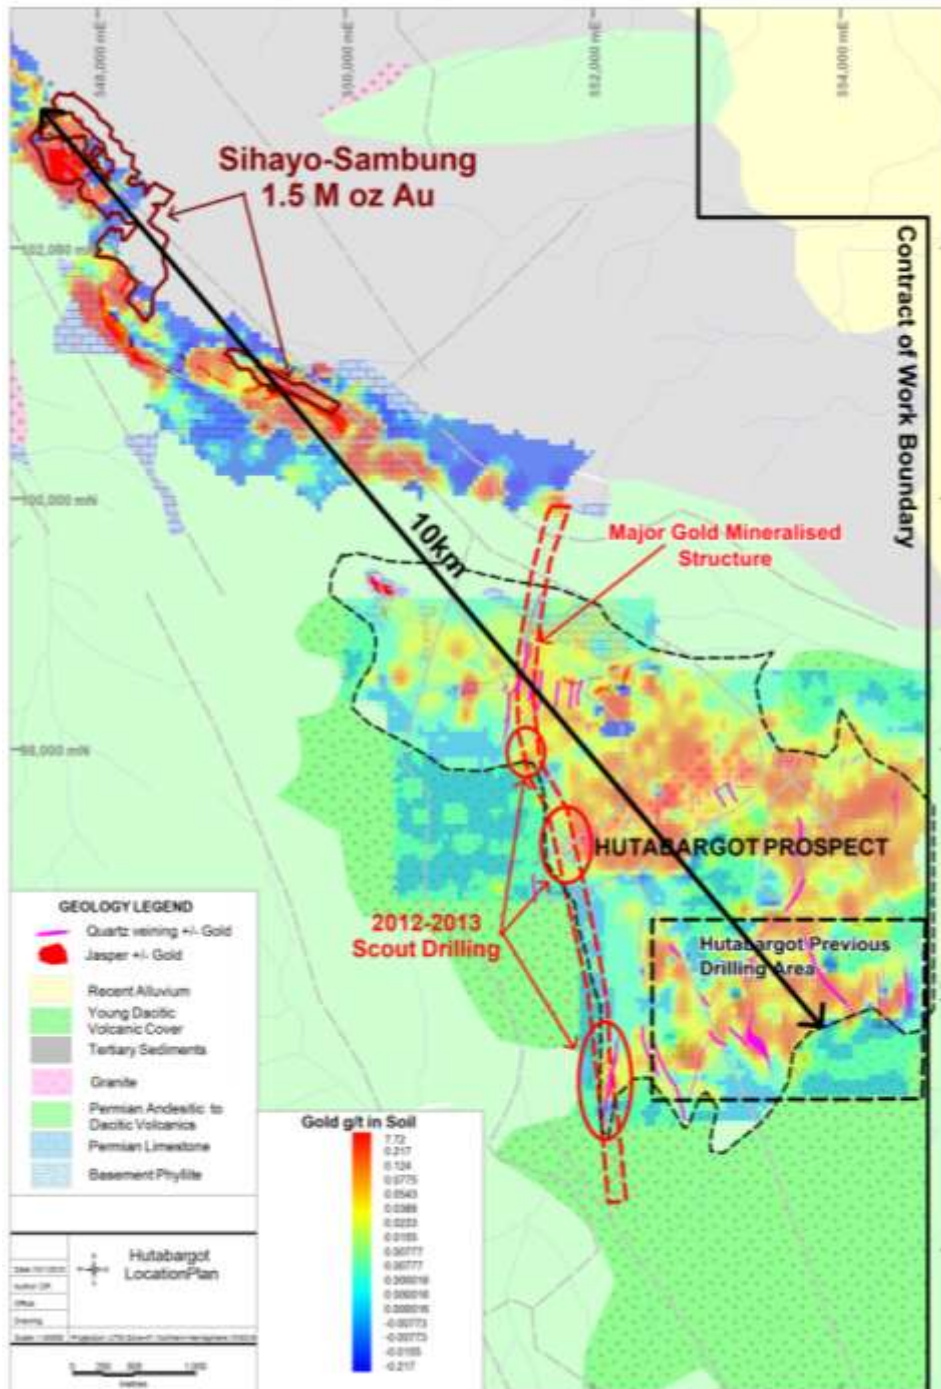 548,000 mE
550,000 mE
552,000 mE
554,000 mE
Sihayo-Sambung
1.5 M oz Au
102,000 mN
Contract of Work Boundary
100,000 mN
10km
Major Gold Mineralised
Structure
98,000 mN
HUTABARGOT PROSPECT
2012-2013
Scout Drilling
Hutabargot Previous
Drilling Area
GEOLOGY LEGEND
Quartz veining +/- Gold
Jasper +/- Gold
Recent Alluvium
Young Dacitic
Volcanic Cover
Tertiary Sediments
Granite
Permian Andesitic to
Dacitic Volcanics
Permian Limestone
Basement Phyllite
Gold g/t in Soil
7.72
0.217
0.124
0.0775
0.0543
0.0388
0.0233
0.0155
0.00777
0.00777
0.000016
0.000016
0.000016
-0.00773
-0.00773
-0.0155
-0.217
Hutabargot
LocationPlan
Office
Drawing
metres